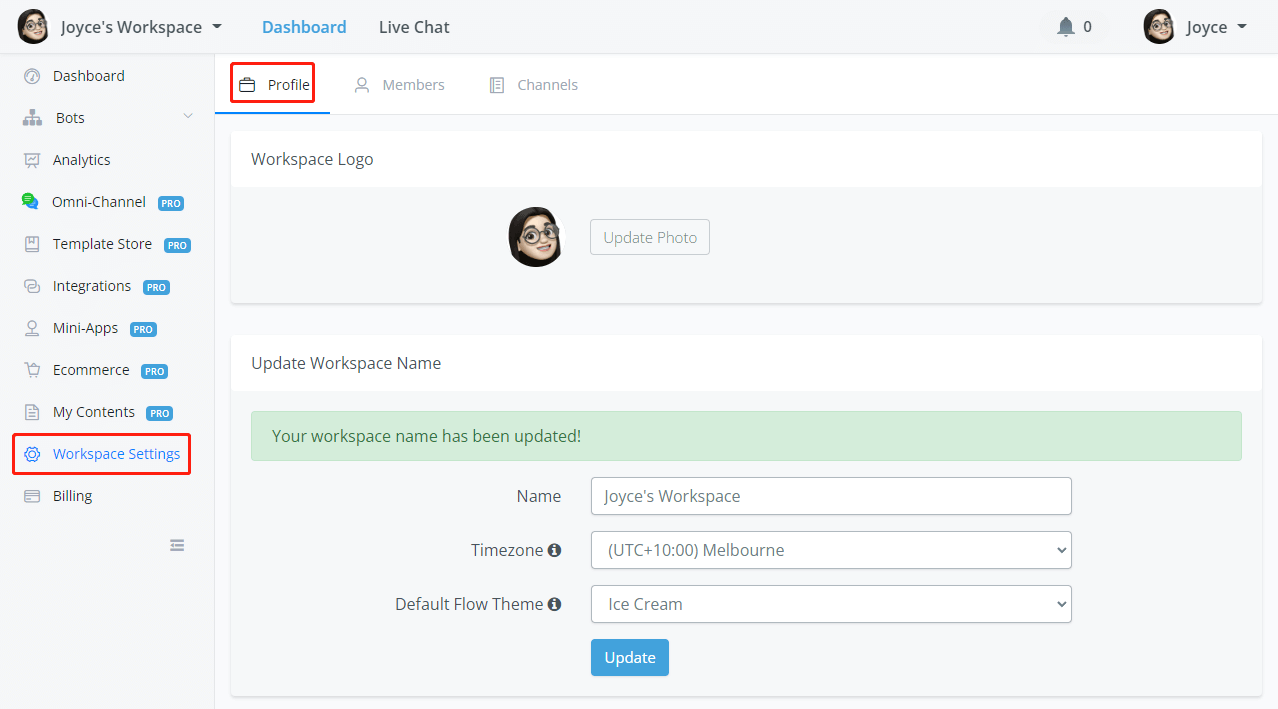 Joyce's Workspace Dashboard Live Chat 0 Joyce
Dashboard
Bots
Analytics
Omni-Channel PRO
Template Store PRO
Integrations PRO
Mini-Apps PRO
Ecommerce PRO
My Contents PRO
Workspace Settings
Billing
Profile Members Channels
Workspace Logo
Update Photo
Update Workspace Name
Your workspace name has been updated!
Name Joyce's Workspace
Timezone (UTC+10:00) Melbourne
Default Flow Theme Ice Cream
Update